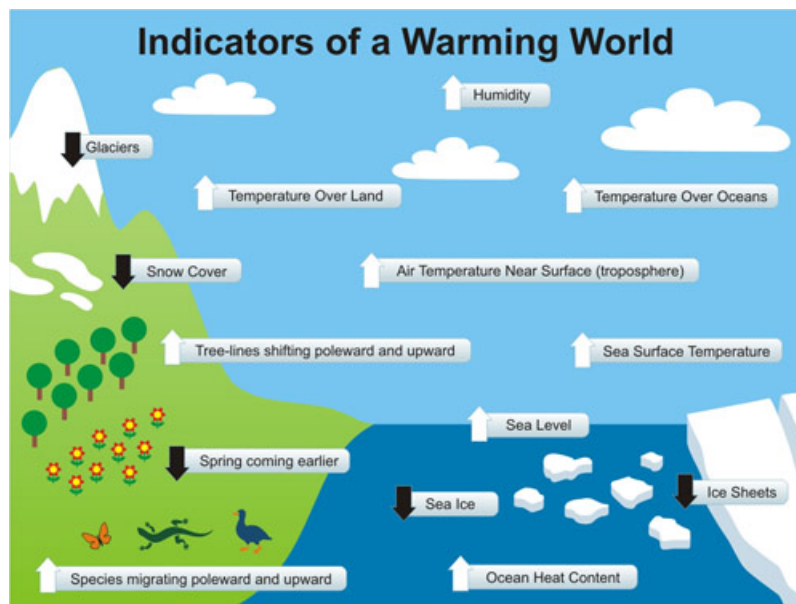 Indicators of a Warming World
Humidity
Glaciers
Temperature Over Land
Temperature Over Oceans
Snow Cover
Air Temperature Near Surface (troposphere)
Tree-lines shifting poleward and upward
Sea Surface Temperature
Sea Level
Spring coming earlier
Sea Ice
Ice Sheets
Species migrating poleward and upward
Ocean Heat Content